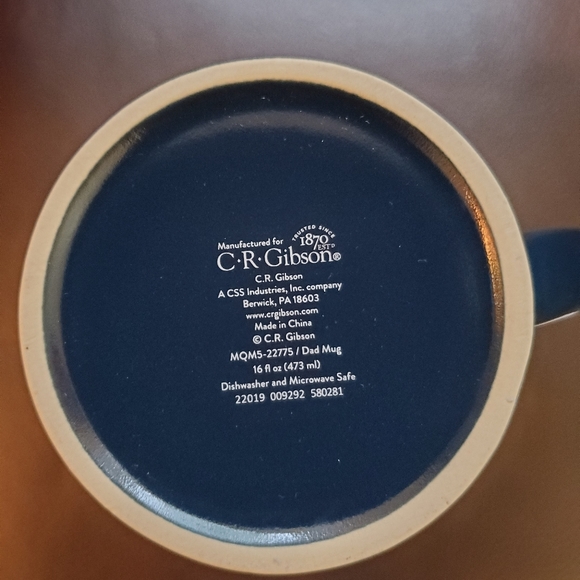 Manufactured for
TRUSTED SINCE
1870
EST'D
C·R·Gibson®
C.R. Gibson
A CSS Industries, Inc. company
Berwick, PA 18603
www.crgibson.com
Made in China
© C.R. Gibson
MQM5-22775 / Dad Mug
16 fl oz (473 ml)
Dishwasher and Microwave Safe
22019 009292 580281